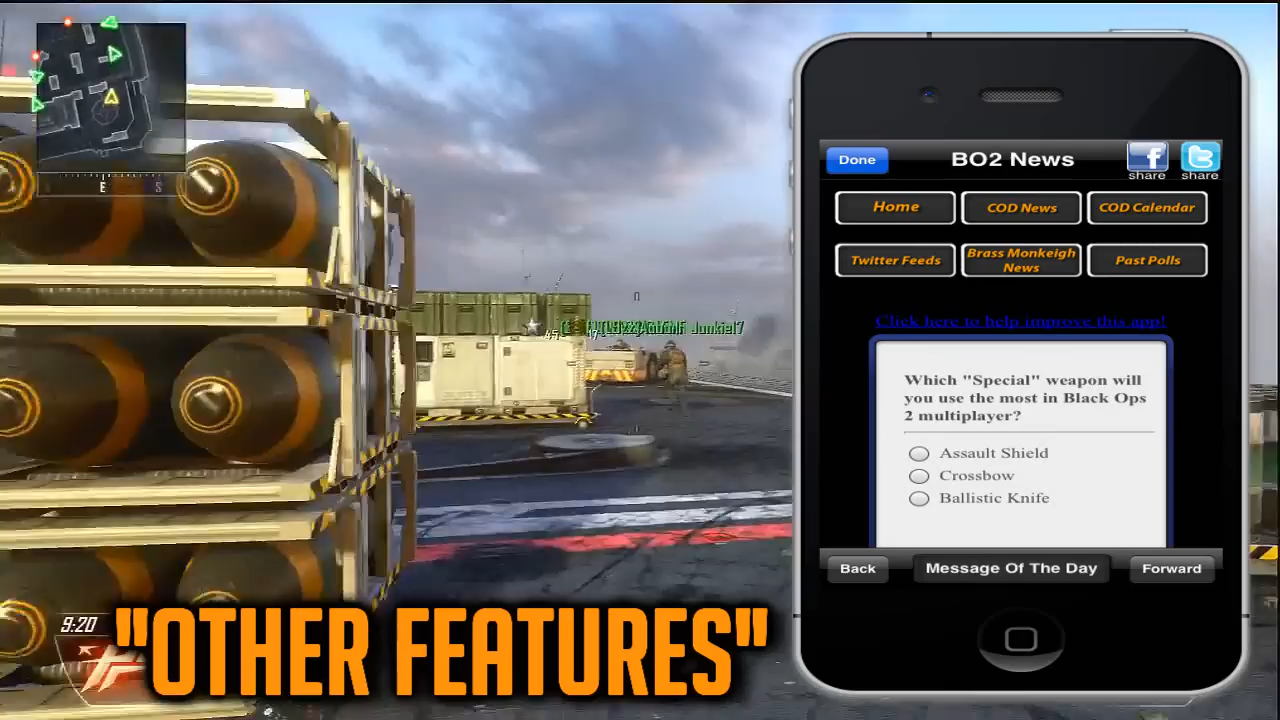 E S
Done
BO2 News
share
share
Home
COD News
COD Calendar
Twitter Feeds
Brass Monkeigh
News
Past Polls
Click here to help improve this app!
Which "Special" weapon will
you use the most in Black Ops
2 multiplayer?
Assault Shield
Crossbow
Ballistic Knife
Back
Message Of The Day
Forward
9:20
"OTHER FEATURES"